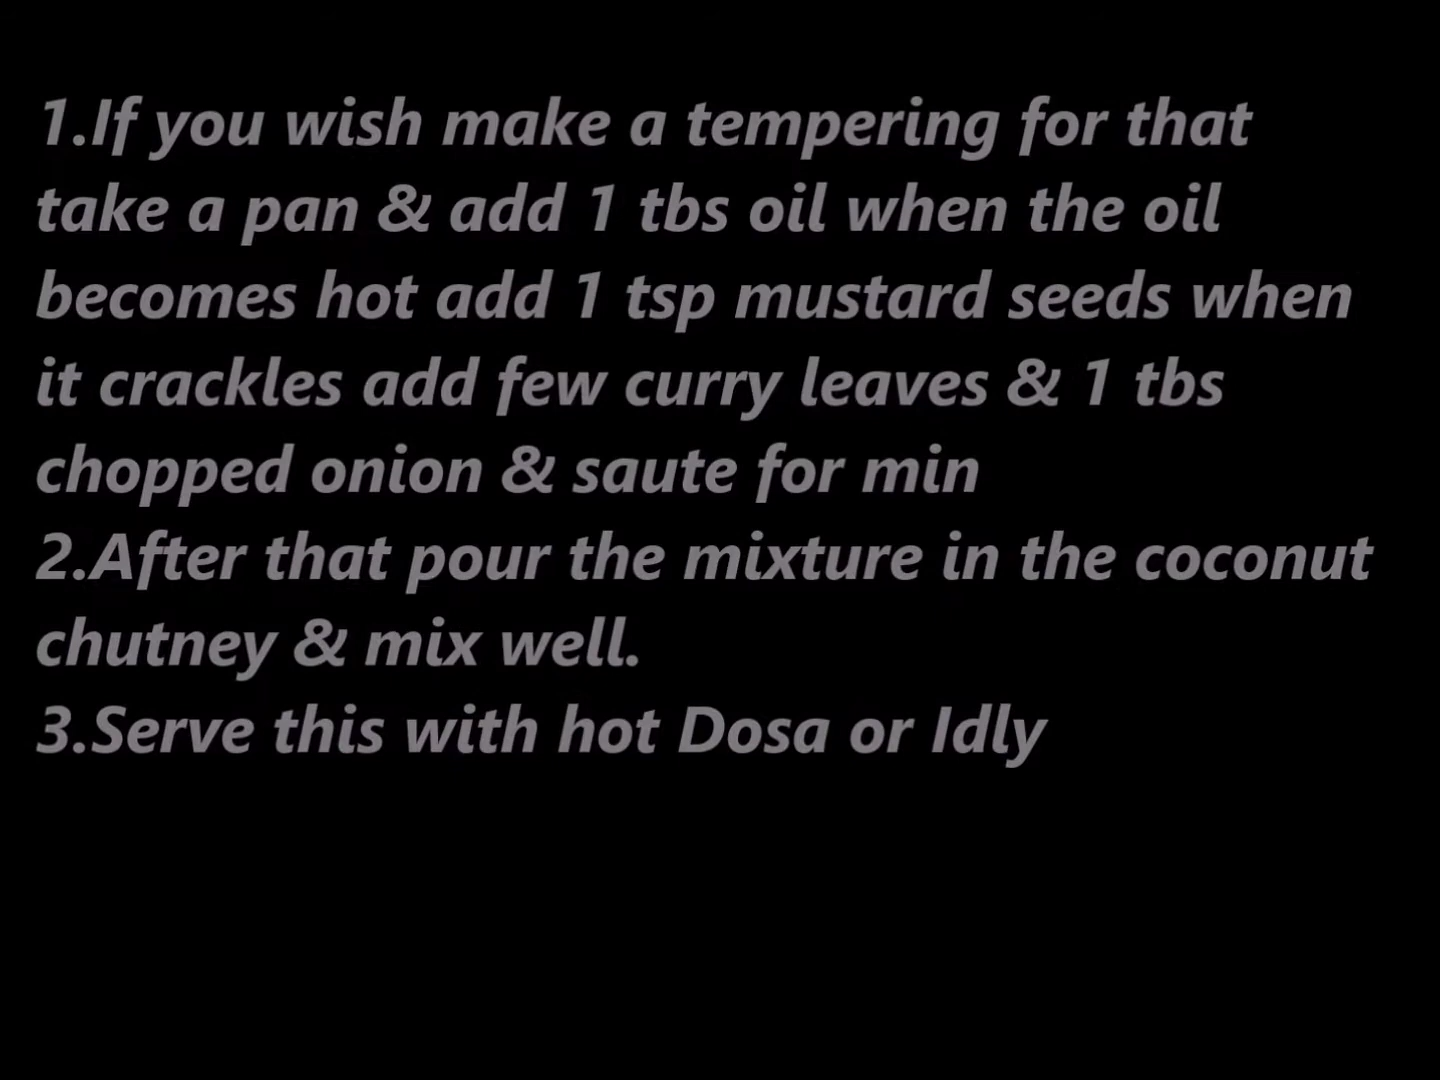 1.If you wish make a tempering for that
take a pan & add 1 tbs oil when the oil
becomes hot add 1 tsp mustard seeds when
it crackles add few curry leaves & 1 tbs
chopped onion & saute for min
2.After that pour the mixture in the coconut
chutney & mix well.
3.Serve this with hot Dosa or Idly